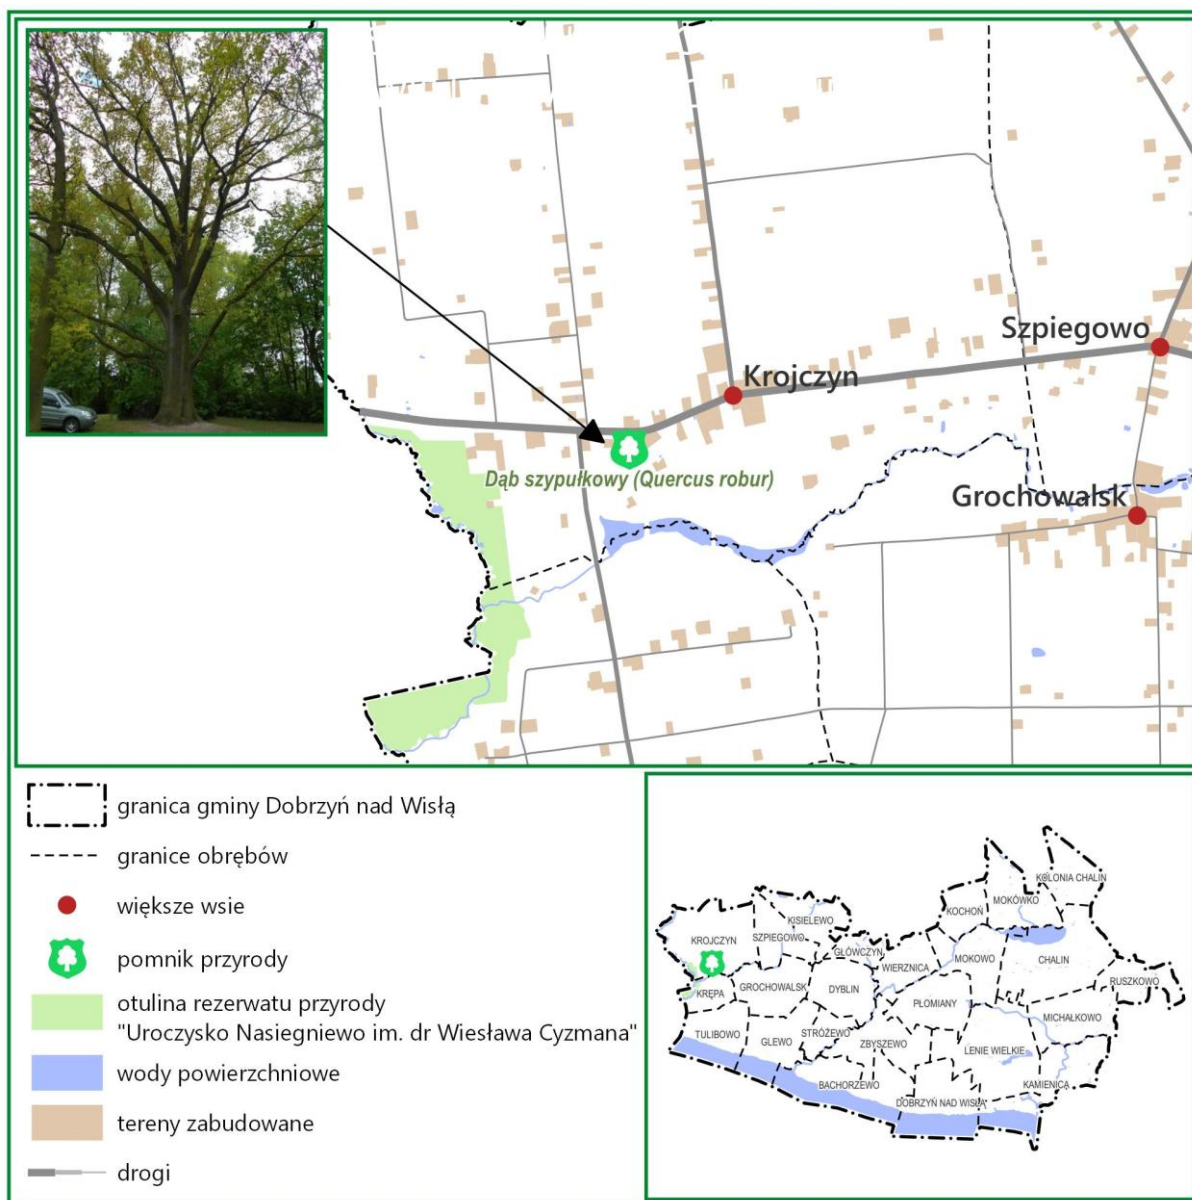 Szpiegowo
Krojczyn
Dąb szypułkowy (Quercus robur)
Grochowalsk
granica gminy Dobrzyń nad Wisłą
granice obrębów
większe wsie
pomnik przyrody
otulina rezerwatu przyrody
"Uroczysko Nasiegniewo im. dr Wiesława Cyzmana"
wody powierzchniowe
tereny zabudowane
drogi
KOLONIA CHALIN
MOKÓWKO
KOCHOŃ
KISIELEWO
KROJCZYN
SZPIEGOWO
GŁÓWCZYN
WIERZNICA
MOKOWO
CHALIN
RUSZKOWO
KRĘPA
GROCHOWALSK
DYBLIN
PŁOMIANY
MICHAŁKOWO
TULIBOWO
GLEWO
STRÓŻEWO
ZBYSZEWO
LENIE WIELKIE
BACHORZEWO
KAMIENICA
DOBRZYŃ NAD WISŁĄ